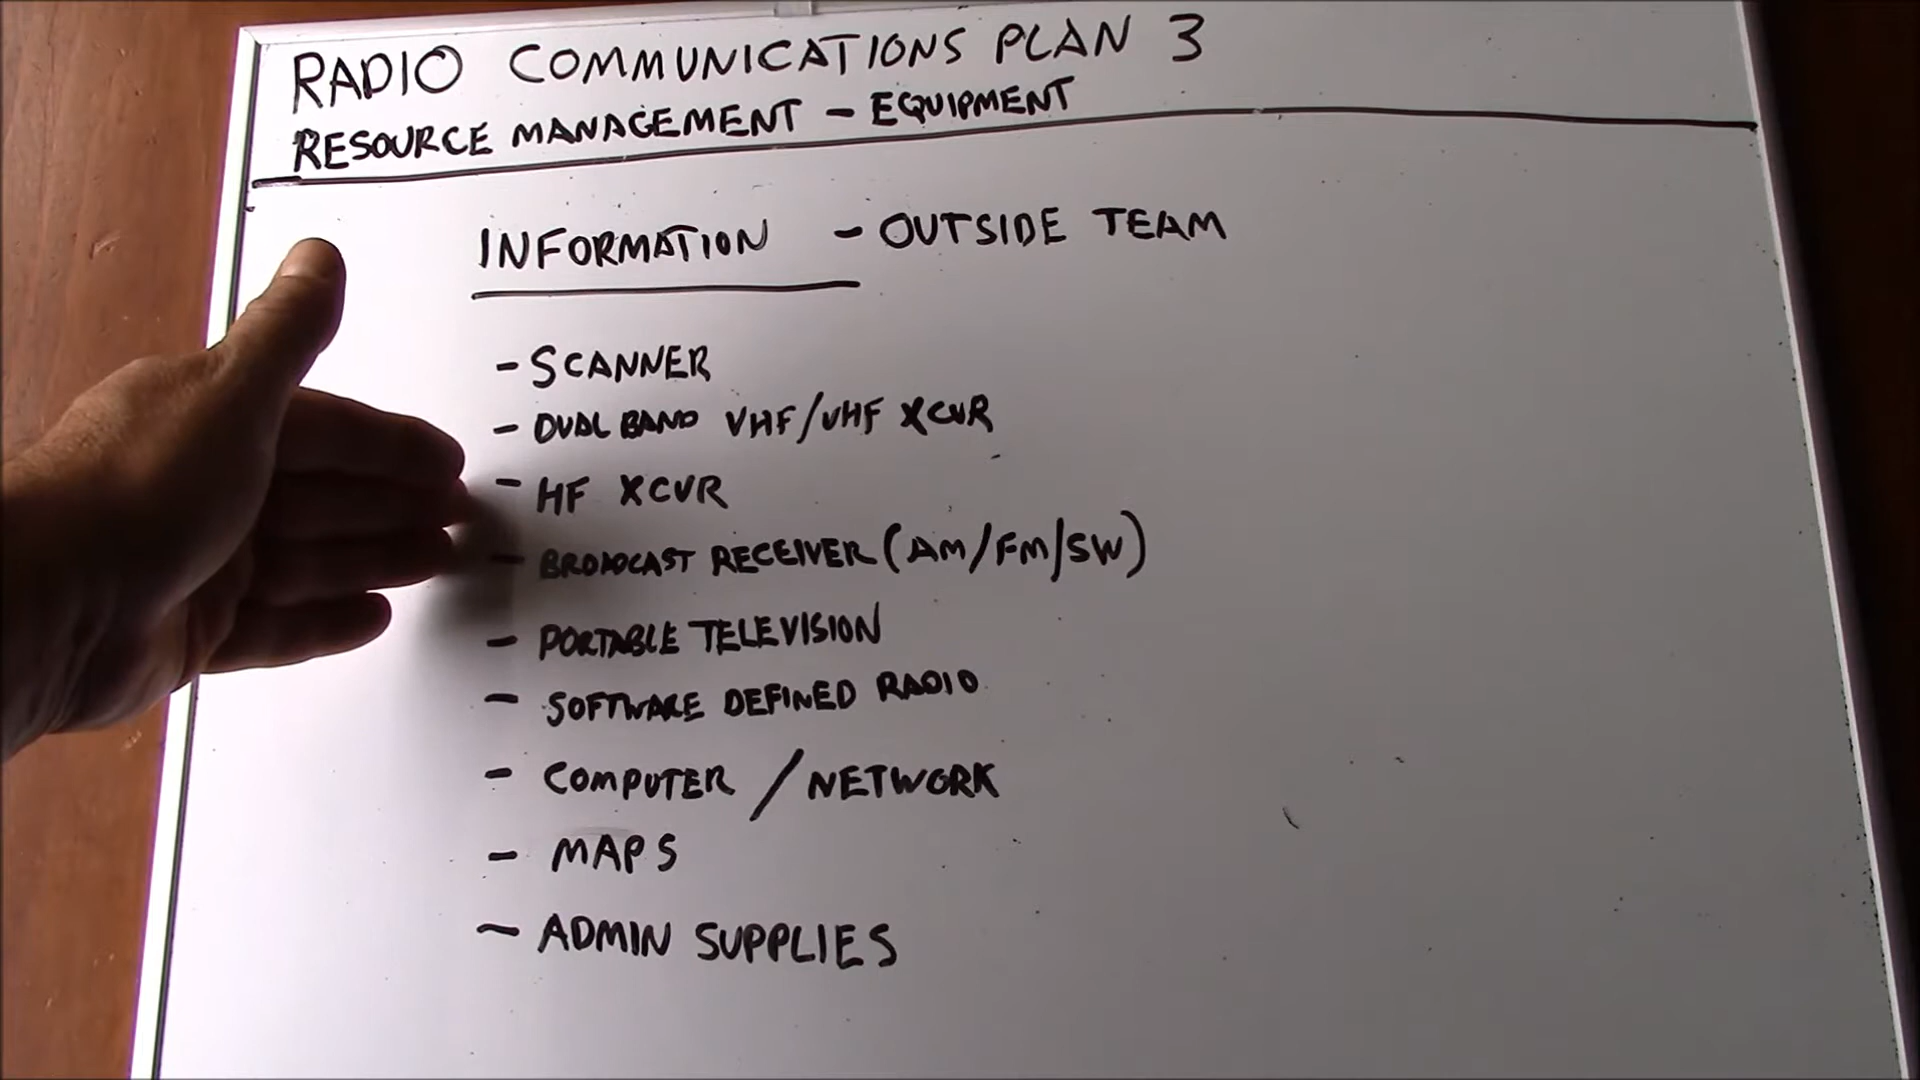 RADIO COMMUNICATIONS PLAN 3
RESOURCE MANAGEMENT - EQUIPMENT
INFORMATION - OUTSIDE TEAM
- SCANNER
- DUAL BAND VHF/UHF XCVR
- HF XCVR
- BROADCAST RECEIVER (AM/FM/SW)
- PORTABLE TELEVISION
- SOFTWARE DEFINED RADIO
- COMPUTER / NETWORK
- MAPS
- ADMIN SUPPLIES